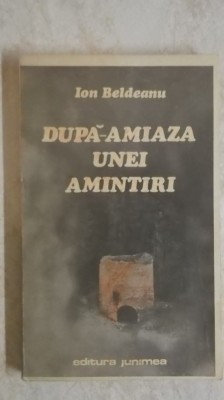 Ion Beldeanu
DUPĂ-AMIAZA
UNEI
AMINTIRI
editura junimea